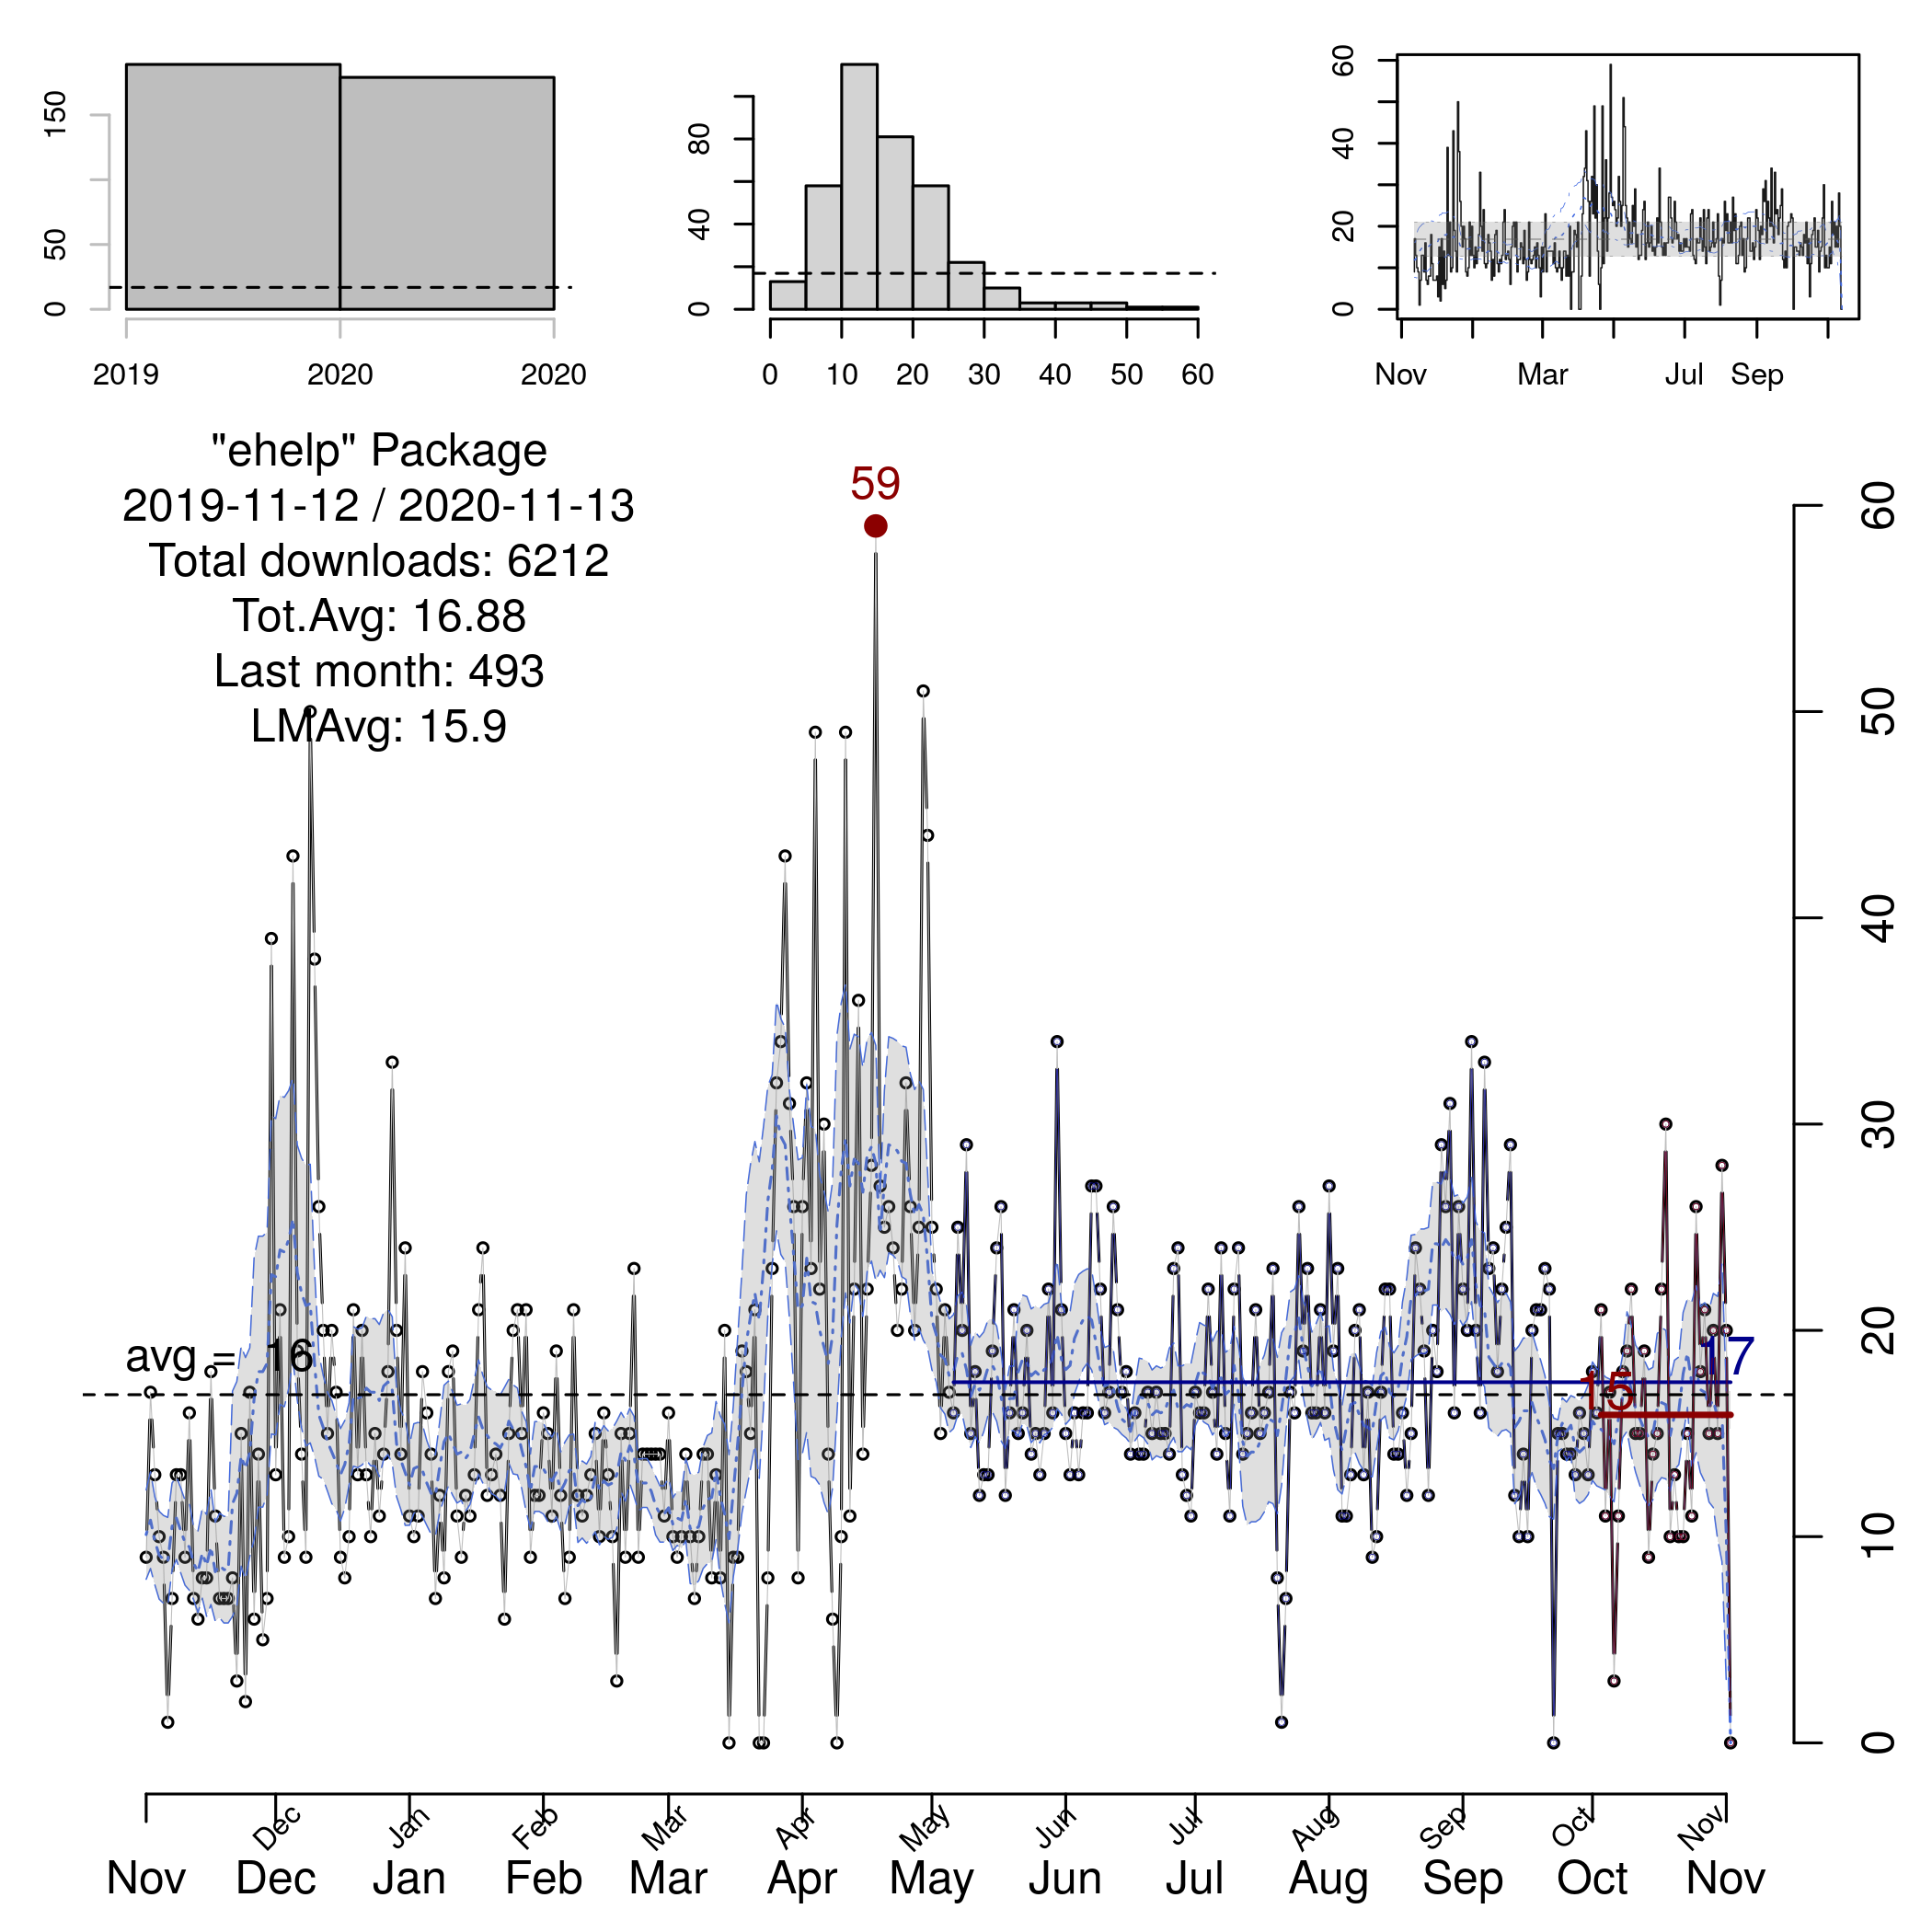 150
50
0
2019 2020 2020
80
40
0
0 10 20 30 40 50 60
60
40
20
0
Nov Mar Jul Sep
"ehelp" Package
2019-11-12 / 2020-11-13
Total downloads: 6212
Tot.Avg: 16.88
Last month: 493
LMAvg: 15.9
59
avg = 16
17
15
60
50
40
30
20
10
0
Dec Jan Feb Mar Apr May Jun Jul Aug Sep Oct Nov
Nov Dec Jan Feb Mar Apr May Jun Jul Aug Sep Oct Nov